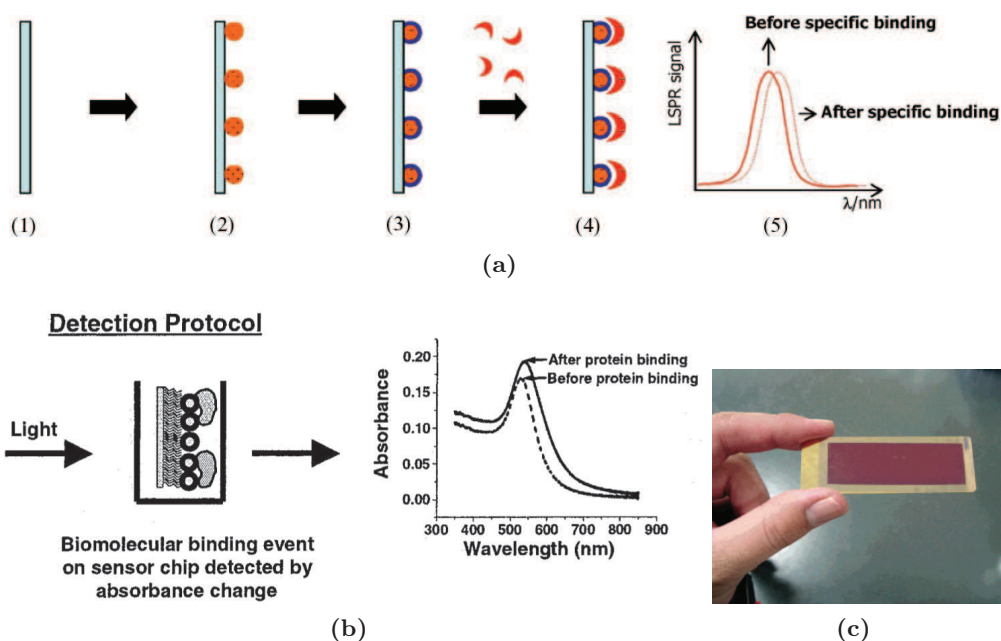 Before specific binding
LSPR signal
After specific binding
λ/nm
(1) (2) (3) (4) (5)
(a)
Detection Protocol
Light
Biomolecular binding event
on sensor chip detected by
absorbance change
Absorbance
0.20
0.15
0.10
0.05
0.00
After protein binding
Before protein binding
300 400 500 600 700 800 900
Wavelength (nm)
(b) (c)